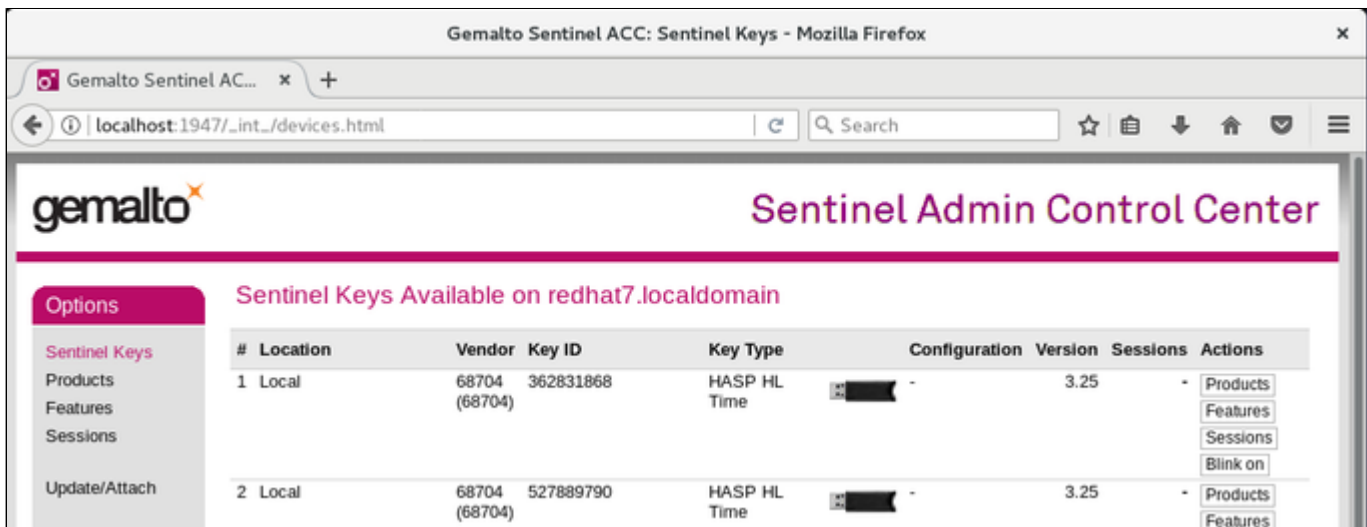 Gemalto Sentinel ACC: Sentinel Keys - Mozilla Firefox
Gemalto Sentinel AC...
localhost:1947/_int_/devices.html
Search
gemalto
Sentinel Admin Control Center
Options
Sentinel Keys
Products
Features
Sessions
Update/Attach
Sentinel Keys Available on redhat7.localdomain
# Location Vendor Key ID Key Type Configuration Version Sessions Actions
1 Local 68704 362831868 HASP HL - 3.25 - Products
(68704) Time Features
Sessions
Blink on
2 Local 68704 527889790 HASP HL - 3.25 - Products
(68704) Time Features